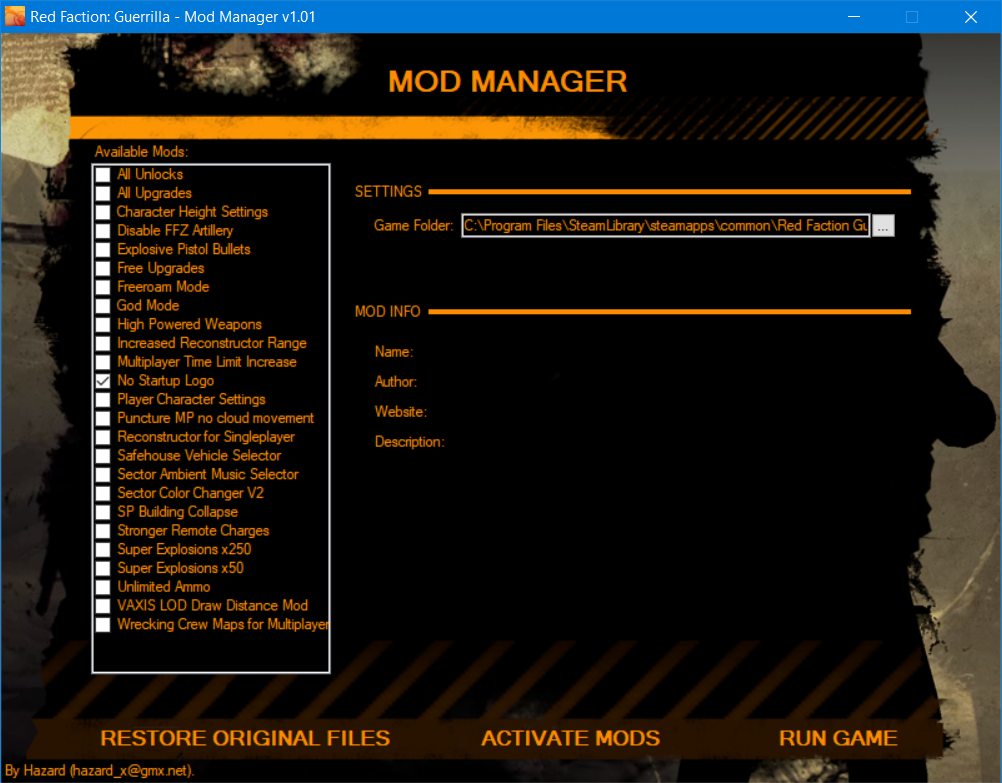 Red Faction: Guerrilla - Mod Manager v1.01
MOD MANAGER
Available Mods:
All Unlocks
All Upgrades
Character Height Settings
Disable FFZ Artillery
Explosive Pistol Bullets
Free Upgrades
Freeroam Mode
God Mode
High Powered Weapons
Increased Reconstructor Range
Multiplayer Time Limit Increase
No Startup Logo
Player Character Settings
Puncture MP no cloud movement
Reconstructor for Singleplayer
Safehouse Vehicle Selector
Sector Ambient Music Selector
Sector Color Changer V2
SP Building Collapse
Stronger Remote Charges
Super Explosions x250
Super Explosions x50
Unlimited Ammo
VAXIS LOD Draw Distance Mod
Wrecking Crew Maps for Multiplayer
SETTINGS
Game Folder: C:\Program Files\SteamLibrary\steamapps\common\Red Faction Gu ...
MOD INFO
Name:
Author:
Website:
Description:
RESTORE ORIGINAL FILES ACTIVATE MODS RUN GAME
By Hazard (hazard_x@gmx.net).